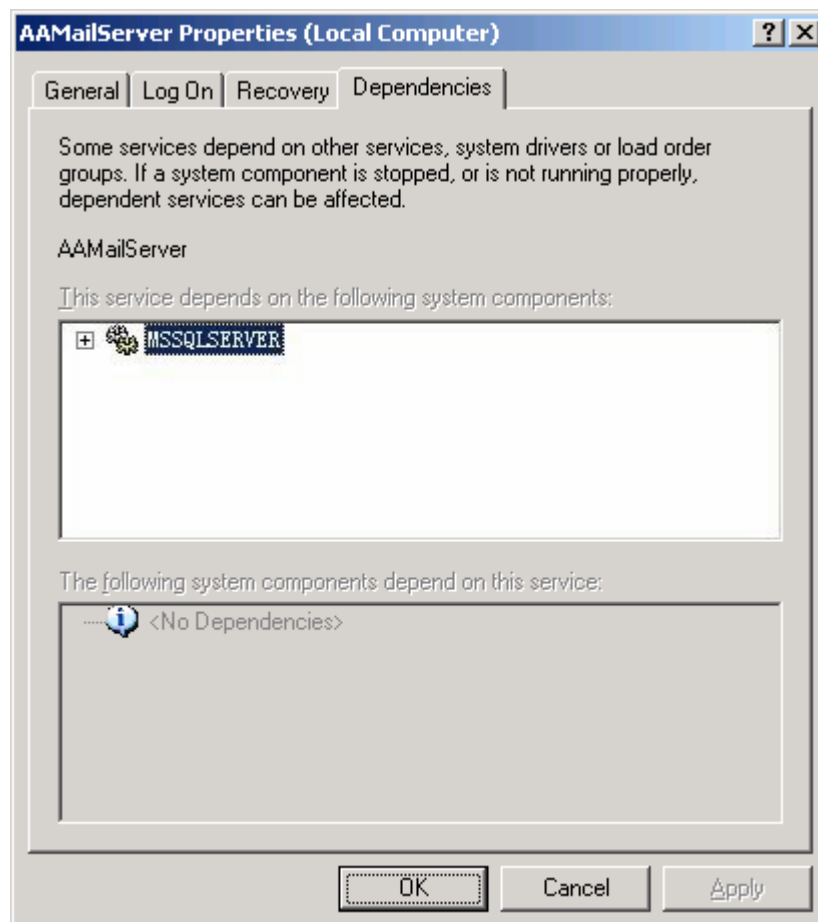 AAMailServer Properties (Local Computer)
General Log On Recovery Dependencies
Some services depend on other services, system drivers or load order
groups. If a system component is stopped, or is not running properly,
dependent services can be affected.
AAMailServer
This service depends on the following system components:
MSSQLSERVER
The following system components depend on this service:
<No Dependencies>
OK Cancel Apply